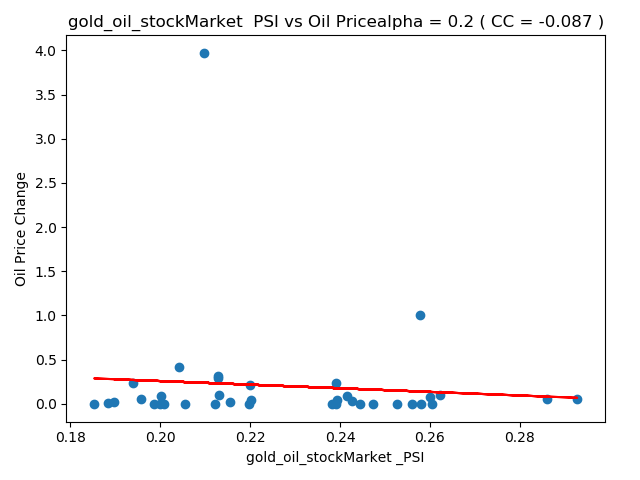 gold_oil_stockMarket  PSI vs Oil Pricealpha = 0.2 ( CC = -0.087 )
4.0
3.5
3.0
2.5
2.0
1.5
1.0
0.5
0.0
Oil Price Change
0.18 0.20 0.22 0.24 0.26 0.28
gold_oil_stockMarket _PSI